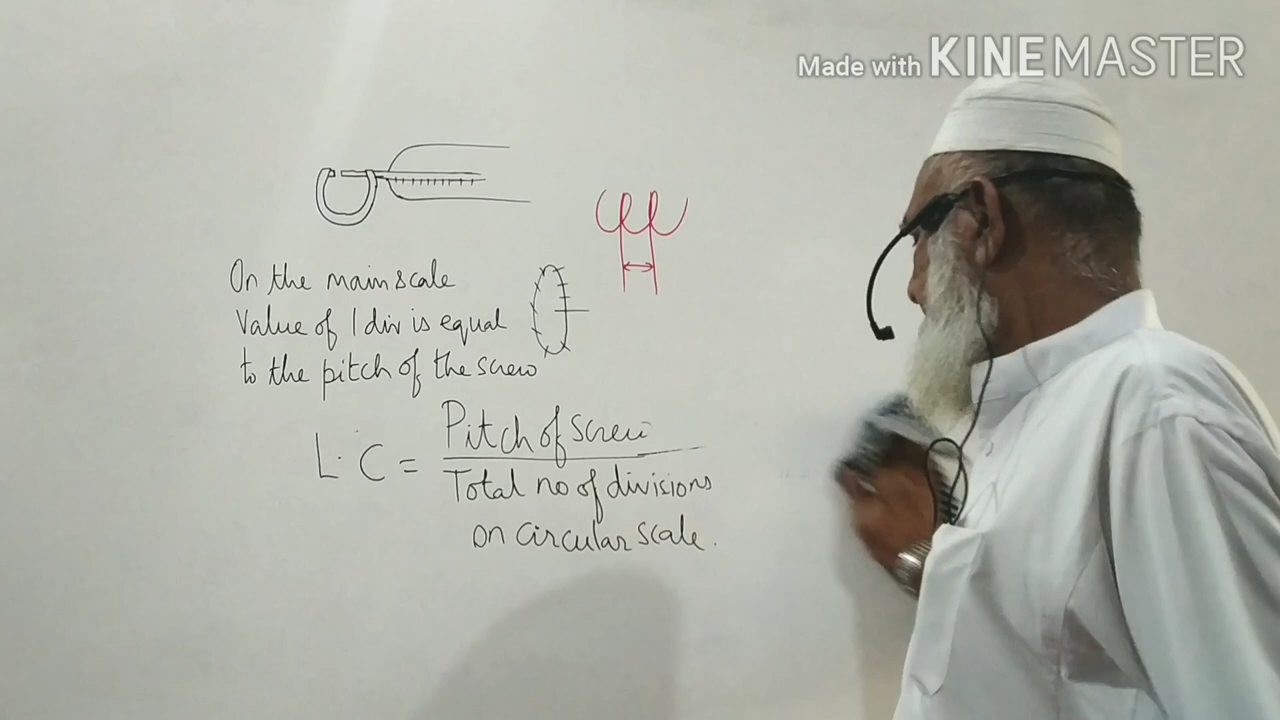 Made with KINEMASTER
On the main scale
Value of 1 div is equal
to the pitch of the screw
L. C = Pitch of screw
Total no of divisions
on circular scale.